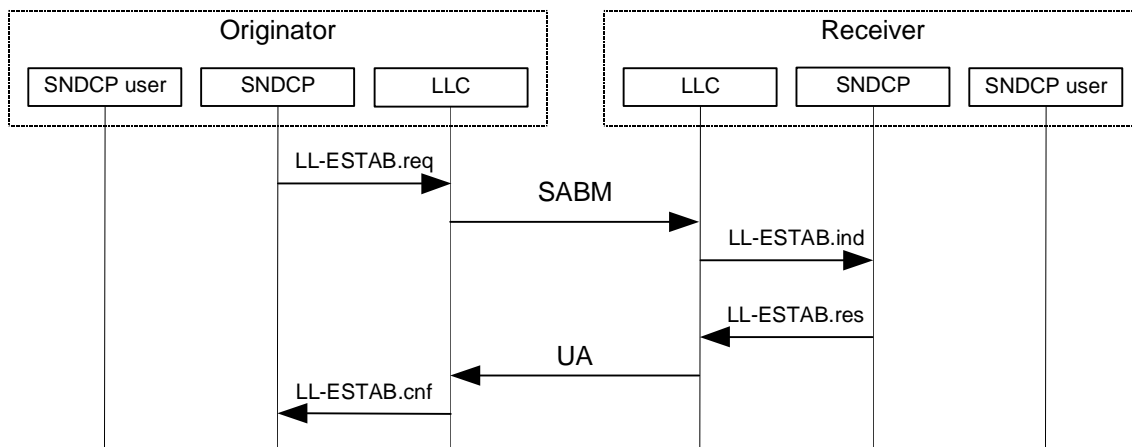 Originator
Receiver
SNDCP user
SNDCP
LLC
LLC
SNDCP
SNDCP user
LL-ESTAB.req
SABM
LL-ESTAB.ind
LL-ESTAB.res
UA
LL-ESTAB.cnf